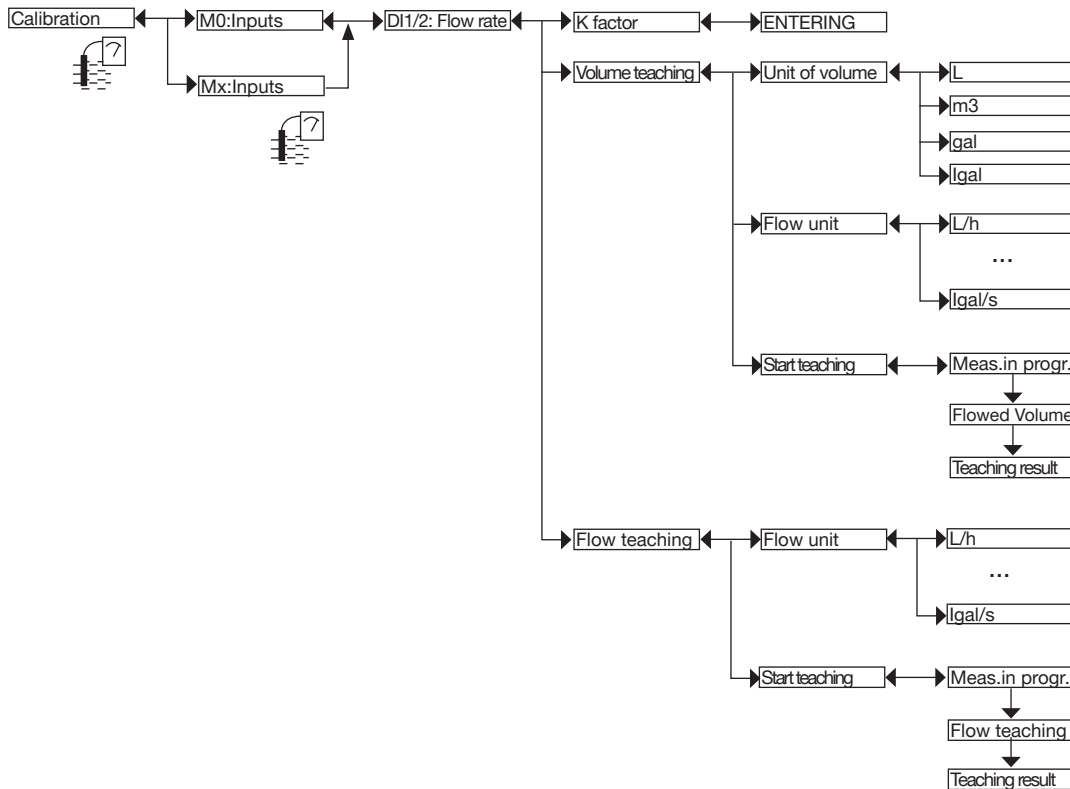 Calibration
M0:Inputs
DI1/2: Flow rate
K factor
ENTERING
Mx:Inputs
Volume teaching
Unit of volume
L
m3
gal
Igal
Flow unit
L/h
...
Igal/s
Start teaching
Meas.in progr.
Flowed Volume
Teaching result
Flow teaching
Flow unit
L/h
...
Igal/s
Start teaching
Meas.in progr.
Flow teaching
Teaching result